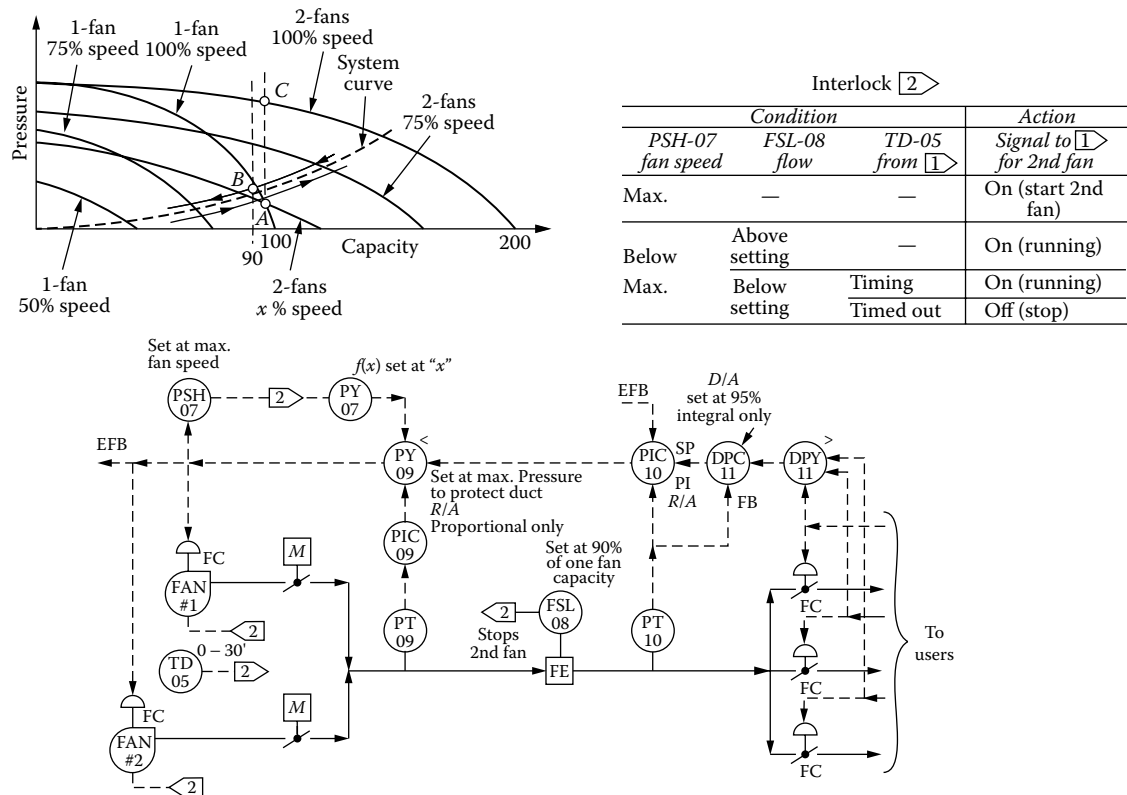 1-fan
75% speed
1-fan
100% speed
2-fans
100% speed
System
curve
2-fans
75% speed
Pressure
C
B
A
Capacity
100
90
200
1-fan
50% speed
2-fans
x % speed
Interlock 2
Condition
Action
PSH-07
fan speed
FSL-08
flow
TD-05
from 1
Signal to 1
for 2nd fan
Max.
—
—
On (start 2nd
fan)
Below
Max.
Above
setting
—
On (running)
Below
setting
Timing
On (running)
Timed out
Off (stop)
Set at max.
fan speed
PSH
07
2
f(x) set at “x”
PY
07
EFB
PY
09
<
Set at max. Pressure
to protect duct
R/A
Proportional only
PIC
09
PT
09
EFB
PIC
10
SP
PI
R/A
D/A
set at 95%
integral only
DPC
11
FB
DPY
11
>
FC
FAN
#1
M
2
0 – 30'
TD
05
2
FC
FAN
#2
M
2
Set at 90%
of one fan
capacity
FSL
08
2
Stops
2nd fan
FE
PT
10
FC
FC
FC
To
users